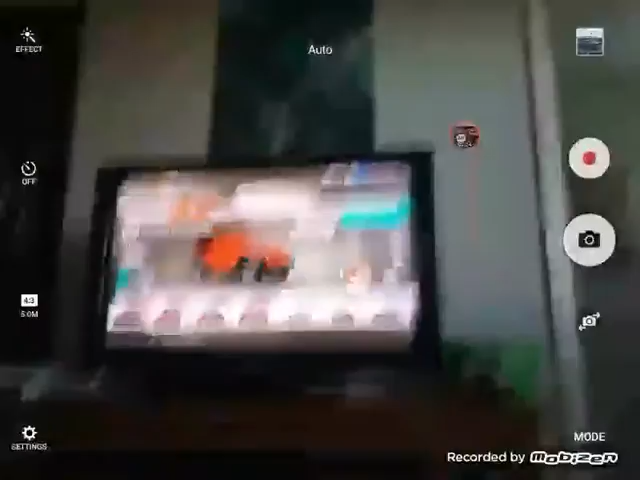 EFFECT
Auto
OFF
4:3
5.0M
SETTINGS
MODE
Recorded by Mobizen